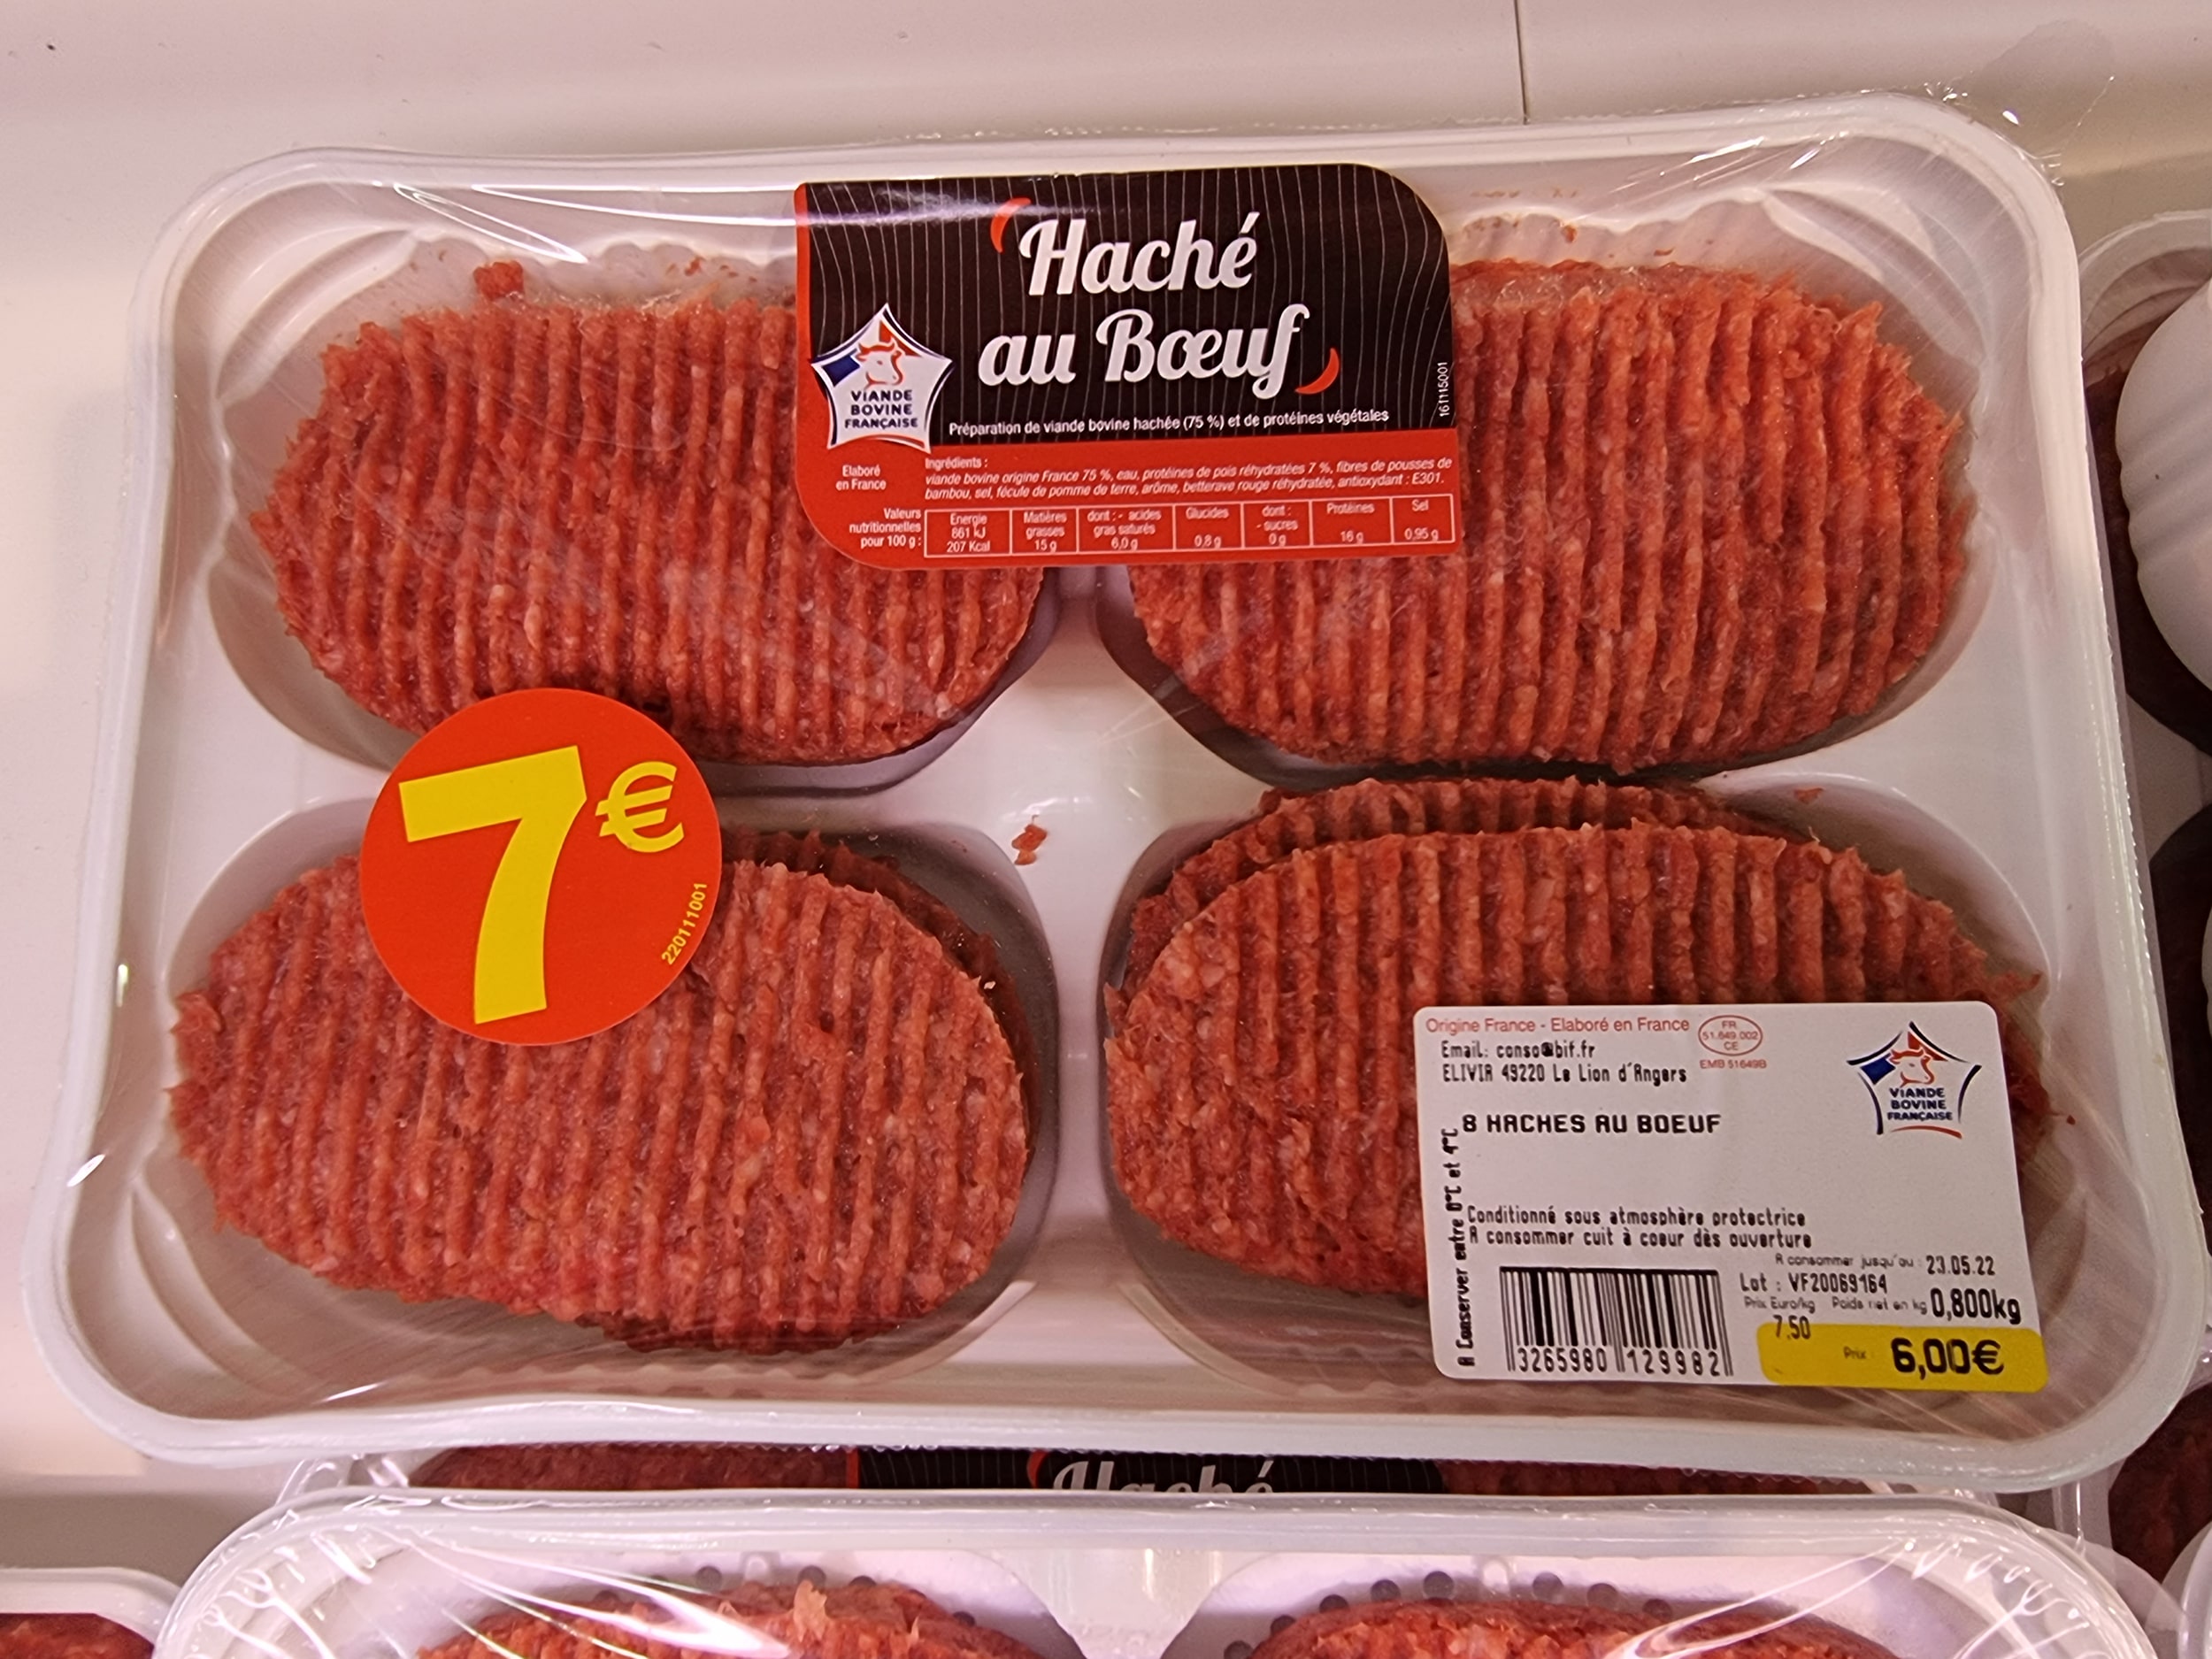 Haché
au Bœuf
VIANDE
BOVINE
FRANÇAISE
161115001
Préparation de viande bovine hachée (75 %) et de protéines végétales
Elaboré
en France
Ingrédients :
viande bovine origine France 75 %, eau, protéines de pois réhydratées 7 %, fibres de pousses de
bambou, sel, fécule de pomme de terre, arôme, betterave rouge réhydratée, antioxydant : E301.
Valeurs
nutritionnelles
pour 100 g :
Energie
861 kJ
207 Kcal
Matières
grasses
15 g
dont : - acides
gras saturés
6,0 g
Glucides
0,8 g
dont :
- sucres
0 g
Protéines
16 g
Sel
0,95 g
7€
220111001
Origine France - Elaboré en France
FR
51.649.002
CE
EMB 51649B
Email: conso@bif.fr
ELIVIA 49220 Le Lion d'Angers
VIANDE
BOVINE
FRANÇAISE
8 HACHES AU BOEUF
A Conserver entre 0°C et 4°C
Conditionné sous atmosphère protectrice
A consommer cuit à coeur dès ouverture
A consommer jusqu'au : 23.05.22
Lot : VF20069164
Prix Euro/kg Poids net en kg 0,800kg
7.50
Prix : 6,00€
3265980 129982
Haché